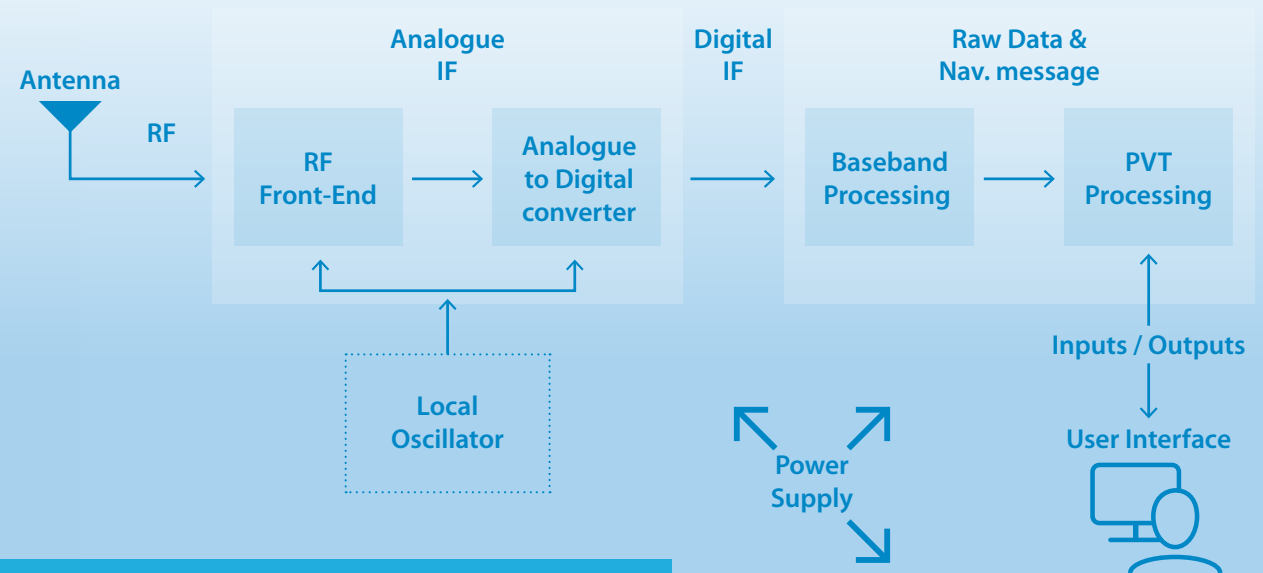 Analogue
IF
Digital
IF
Raw Data &
Nav. message
Antenna
RF
RF
Front-End
Analogue
to Digital
converter
Baseband
Processing
PVT
Processing
Inputs / Outputs
Local
Oscillator
Power
Supply
User Interface